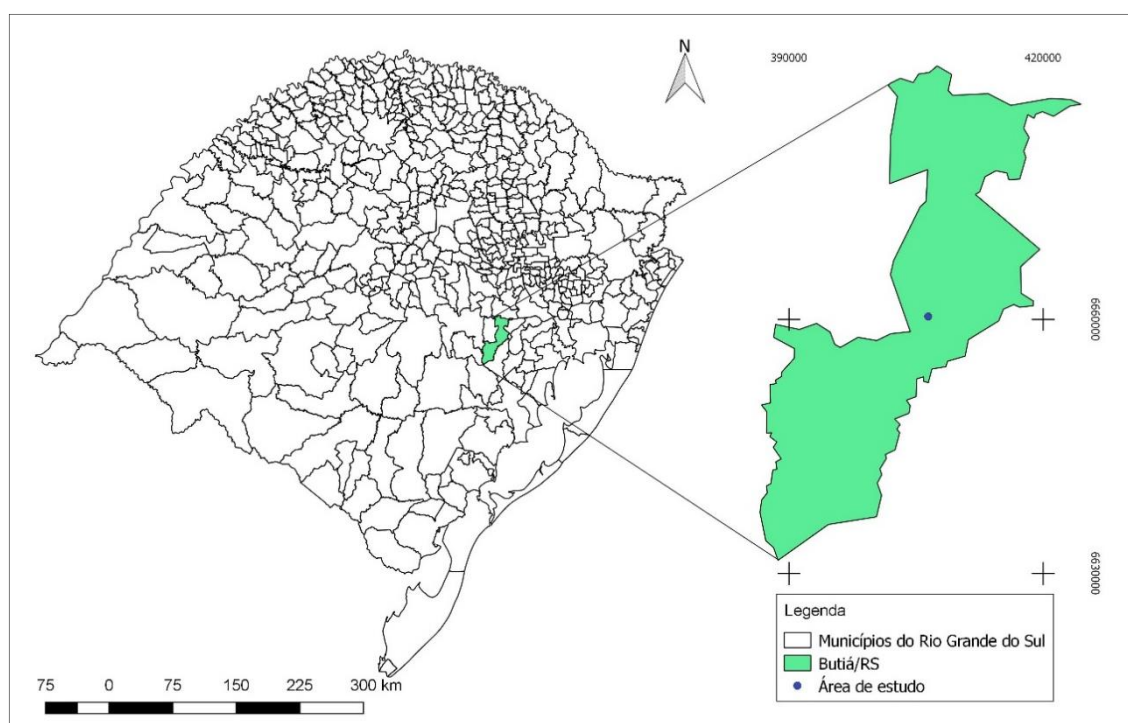 N
390000
420000
6660000
6630000
Legenda
Municípios do Rio Grande do Sul
Butiá/RS
Área de estudo
75 0 75 150 225 300 km